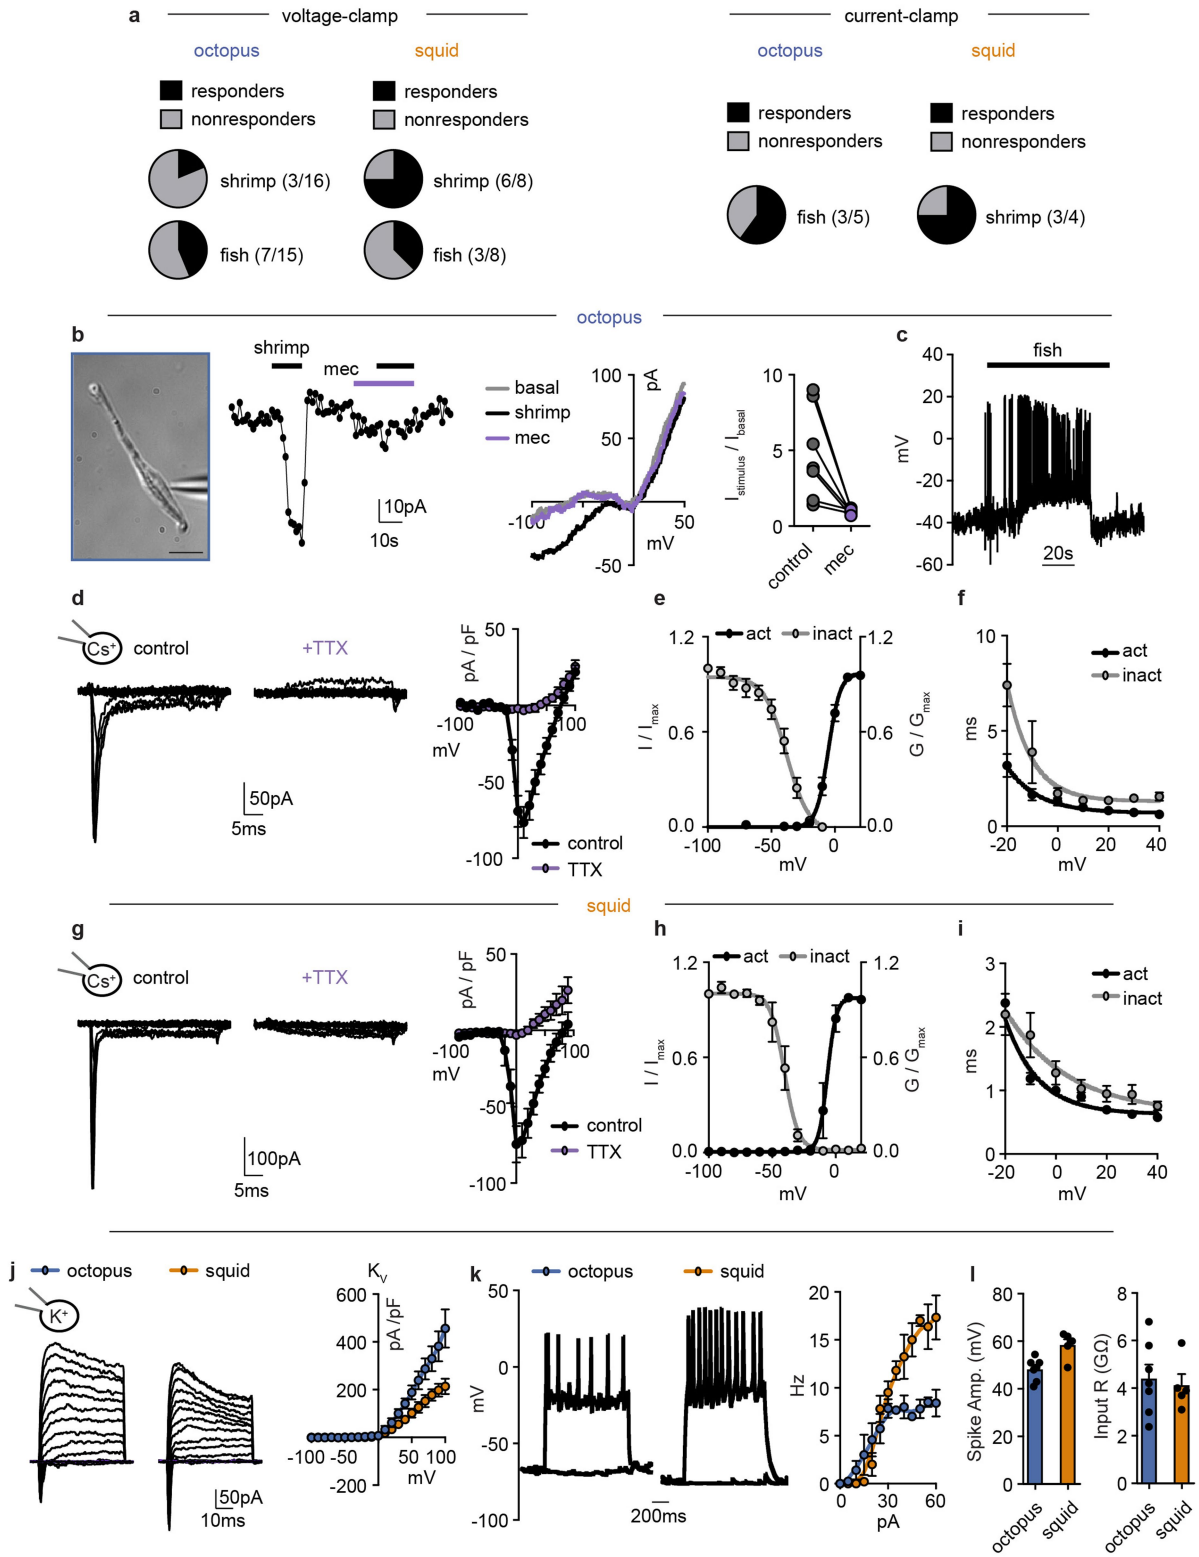 a
voltage-clamp
current-clamp
octopus
squid
octopus
squid
responders
nonresponders
responders
nonresponders
responders
nonresponders
responders
nonresponders
shrimp (3/16)
shrimp (6/8)
fish (7/15)
fish (3/8)
fish (3/5)
shrimp (3/4)
octopus
b
shrimp
mec
10pA
10s
basal
shrimp
mec
100
50
-50
pA
-100
50
mV
10
5
0
I stimulus / I basal
control
mec
c
fish
40
20
0
-20
-40
-60
mV
20s
d
Cs+
control
+TTX
50pA
5ms
50
-50
-100
pA / pF
-100
100
mV
control
TTX
e
act
inact
1.2
0.6
0.0
I / Imax
1.2
0.6
0.0
G / Gmax
-100
-50
0
mV
f
act
inact
10
5
0
ms
-20
0
20
40
mV
squid
g
Cs+
control
+TTX
100pA
5ms
50
-50
-100
pA / pF
-100
100
mV
control
TTX
h
act
inact
1.2
0.6
0.0
I / Imax
1.2
0.6
0.0
G / Gmax
-100
-50
0
mV
i
act
inact
3
2
1
0
ms
-20
0
20
40
mV
j
octopus
squid
K+
50pA
10ms
KV
600
400
200
-200
pA /pF
-100
-50
50
100
mV
k
octopus
squid
50
0
-50
-100
mV
200ms
20
15
10
5
0
Hz
0
30
60
pA
l
80
60
40
20
0
Spike Amp. (mV)
octopus
squid
8
6
4
2
0
Input R (GΩ)
octopus
squid